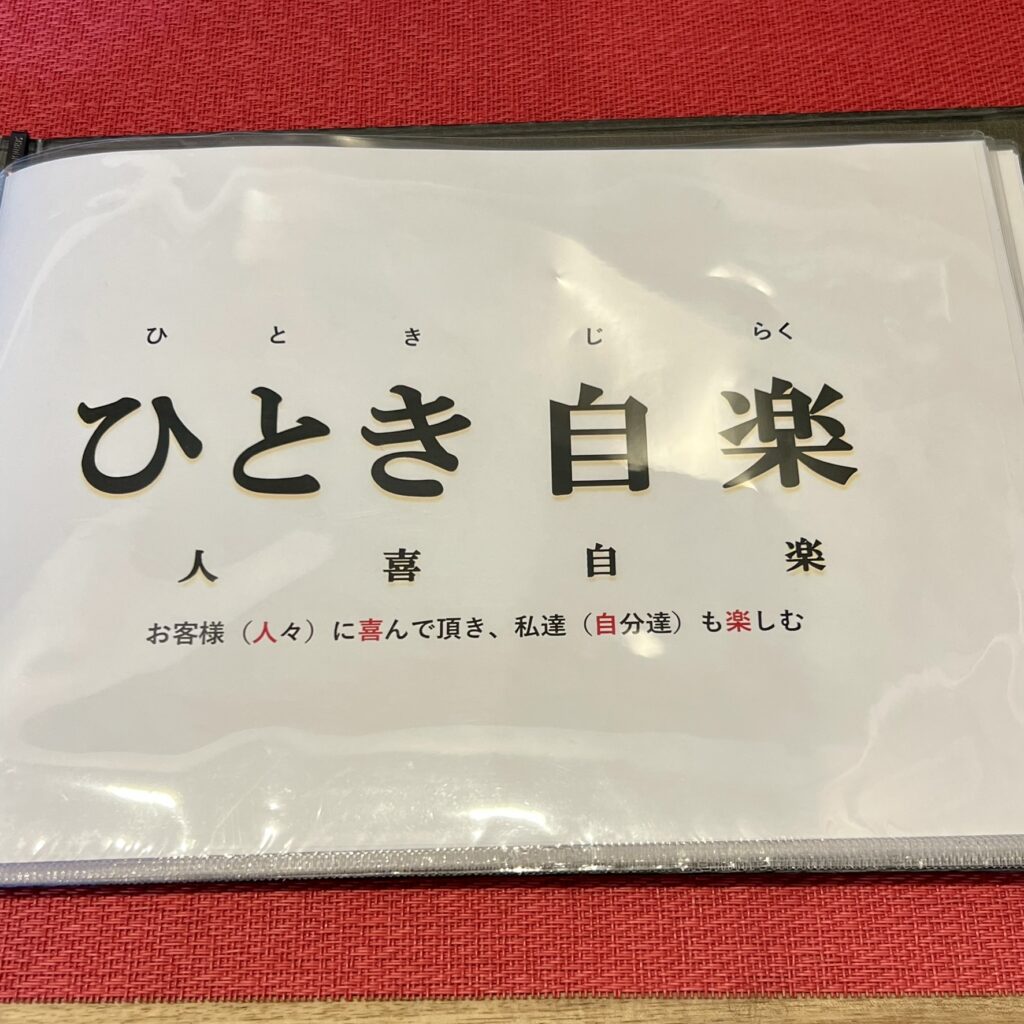 ひ と き じ らく
ひとき 自楽
人 喜 自 楽
お客様（人々）に喜んで頂き、私達（自分達）も楽しむ